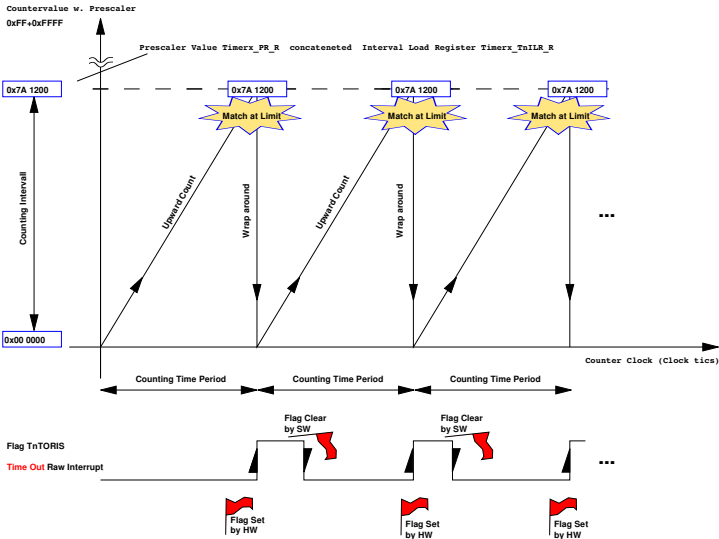 Countervalue w. Prescaler
0xFF+0xFFFF
Prescaler Value Timerx_PR_R concateneted Interval Load Register Timerx_TnILR_R
0x7A 1200
0x7A 1200
0x7A 1200
0x7A 1200
Match at Limit
Match at Limit
Match at Limit
Counting Intervall
Upward Count
Wrap around
Upward Count
Wrap around
...
0x00 0000
Counter Clock (Clock tics)
Counting Time Period
Counting Time Period
Counting Time Period
Flag Clear
by SW
Flag Clear
by SW
Flag TnTORIS
Time Out Raw Interrupt
...
Flag Set
by HW
Flag Set
by HW
Flag Set
by HW